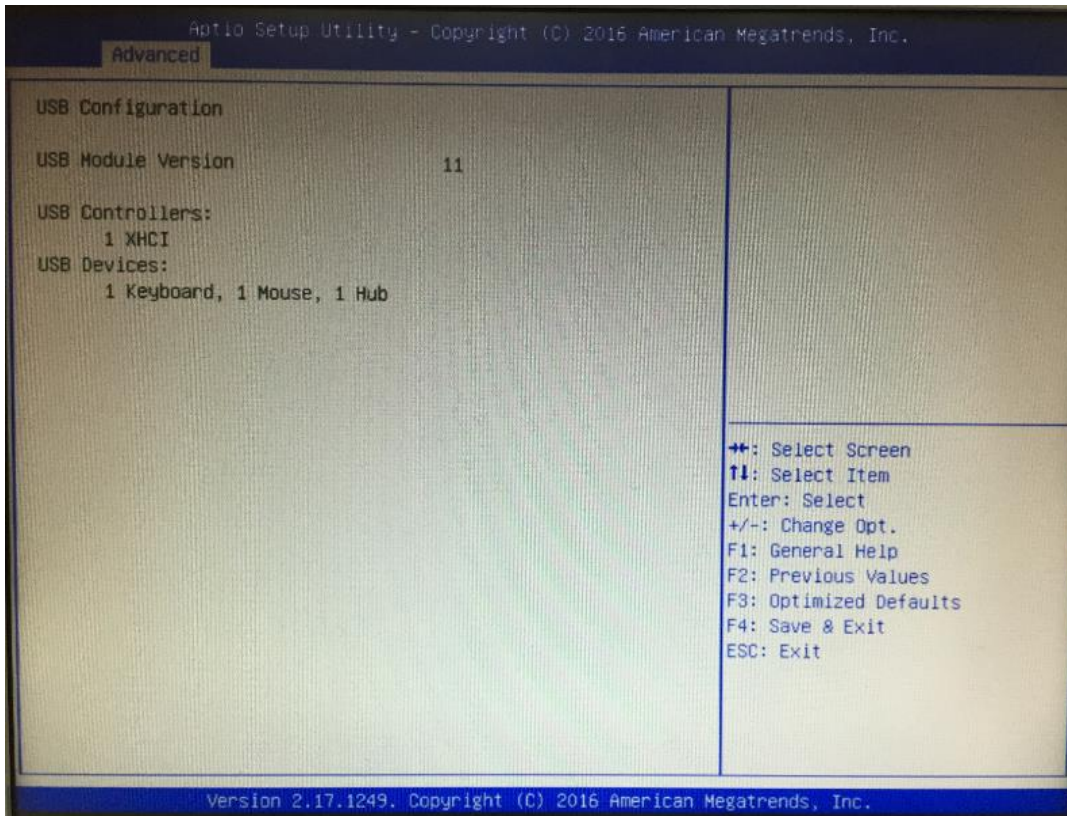 Aptio Setup Utility - Copyright (C) 2016 American Megatrends, Inc.
Advanced
USB Configuration
USB Module Version 11
USB Controllers:
1 XHCI
USB Devices:
1 Keyboard, 1 Mouse, 1 Hub
→←: Select Screen
↑↓: Select Item
Enter: Select
+/-: Change Opt.
F1: General Help
F2: Previous Values
F3: Optimized Defaults
F4: Save & Exit
ESC: Exit
Version 2.17.1249. Copyright (C) 2016 American Megatrends, Inc.